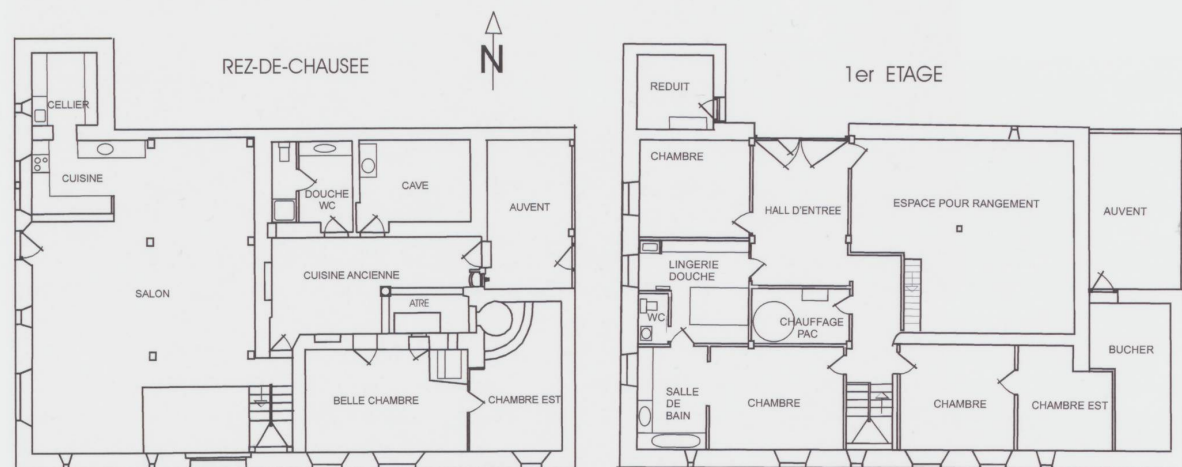 REZ-DE-CHAUSEE
N
CELLIER
CUISINE
DOUCHE
WC
CAVE
AUVENT
CUISINE ANCIENNE
SALON
ATRE
BELLE CHAMBRE
CHAMBRE EST
1er ETAGE
REDUIT
CHAMBRE
HALL D'ENTREE
ESPACE POUR RANGEMENT
AUVENT
LINGERIE
DOUCHE
WC
CHAUFFAGE
PAC
BUCHER
SALLE
DE
BAIN
CHAMBRE
CHAMBRE
CHAMBRE EST